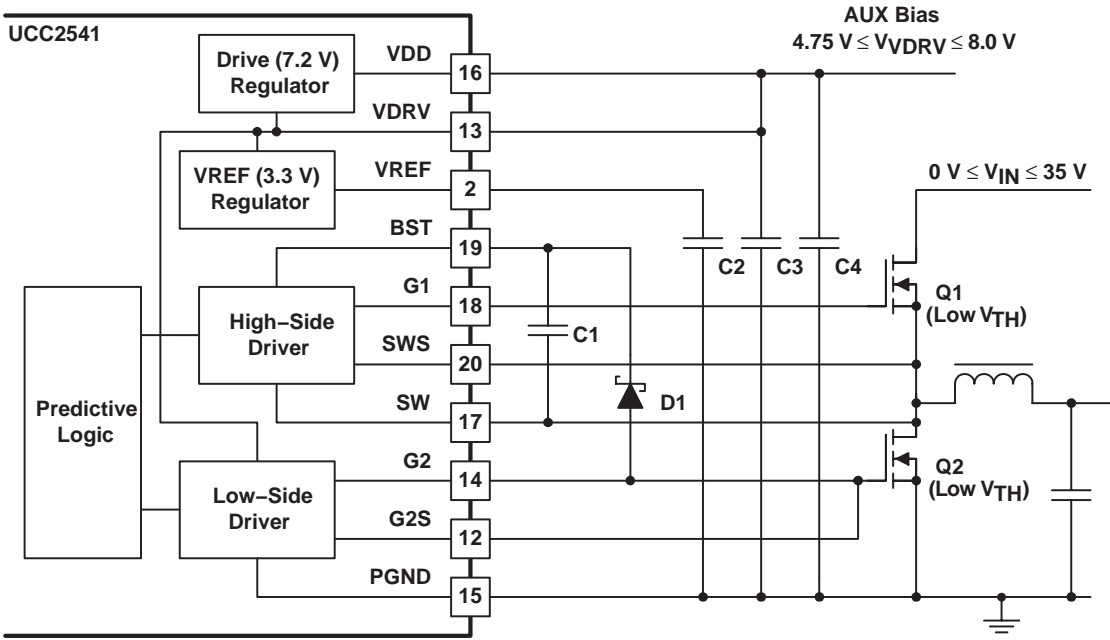 UCC2541
AUX Bias
4.75 V ≤ VVDRV ≤ 8.0 V
Drive (7.2 V)
Regulator
VDD
16
VDRV
13
VREF (3.3 V)
Regulator
VREF
2
0 V ≤ VIN ≤ 35 V
BST
19
C2
C3
C4
G1
18
Q1
(Low VTH)
High−Side
Driver
C1
SWS
20
Predictive
Logic
SW
17
D1
G2
14
Q2
(Low VTH)
Low−Side
Driver
G2S
12
PGND
15